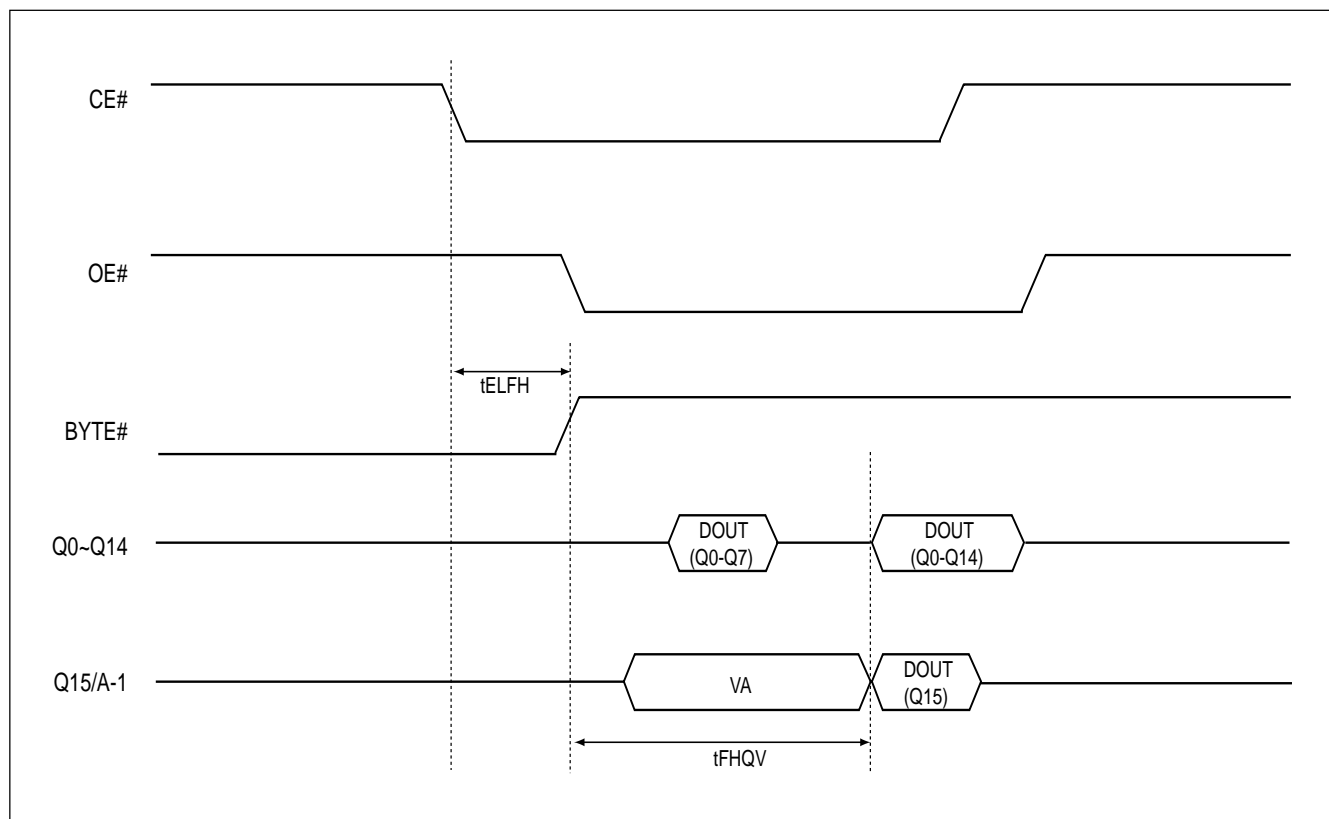 CE#
OE#
tELFH
BYTE#
Q0~Q14
DOUT
(Q0-Q7)
DOUT
(Q0-Q14)
Q15/A-1
VA
DOUT
(Q15)
tFHQV